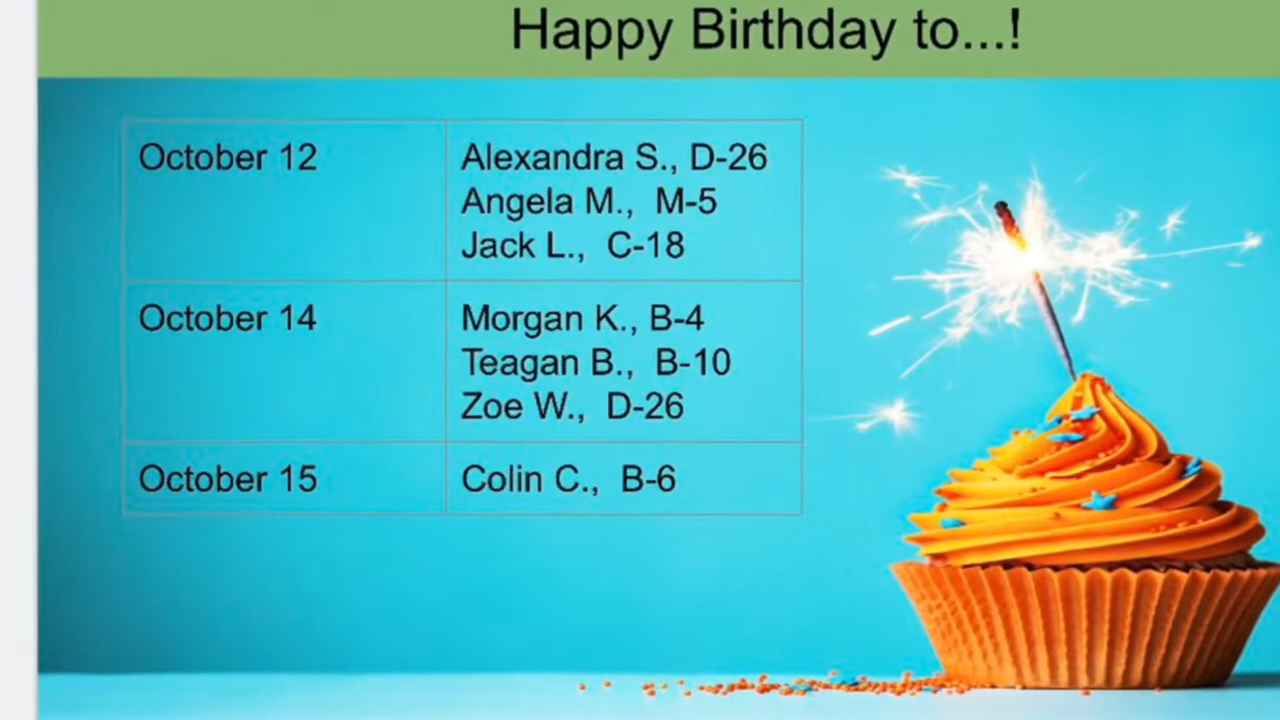 Happy Birthday to...!
October 12
Alexandra S., D-26
Angela M., M-5
Jack L., C-18
October 14
Morgan K., B-4
Teagan B., B-10
Zoe W., D-26
October 15
Colin C., B-6